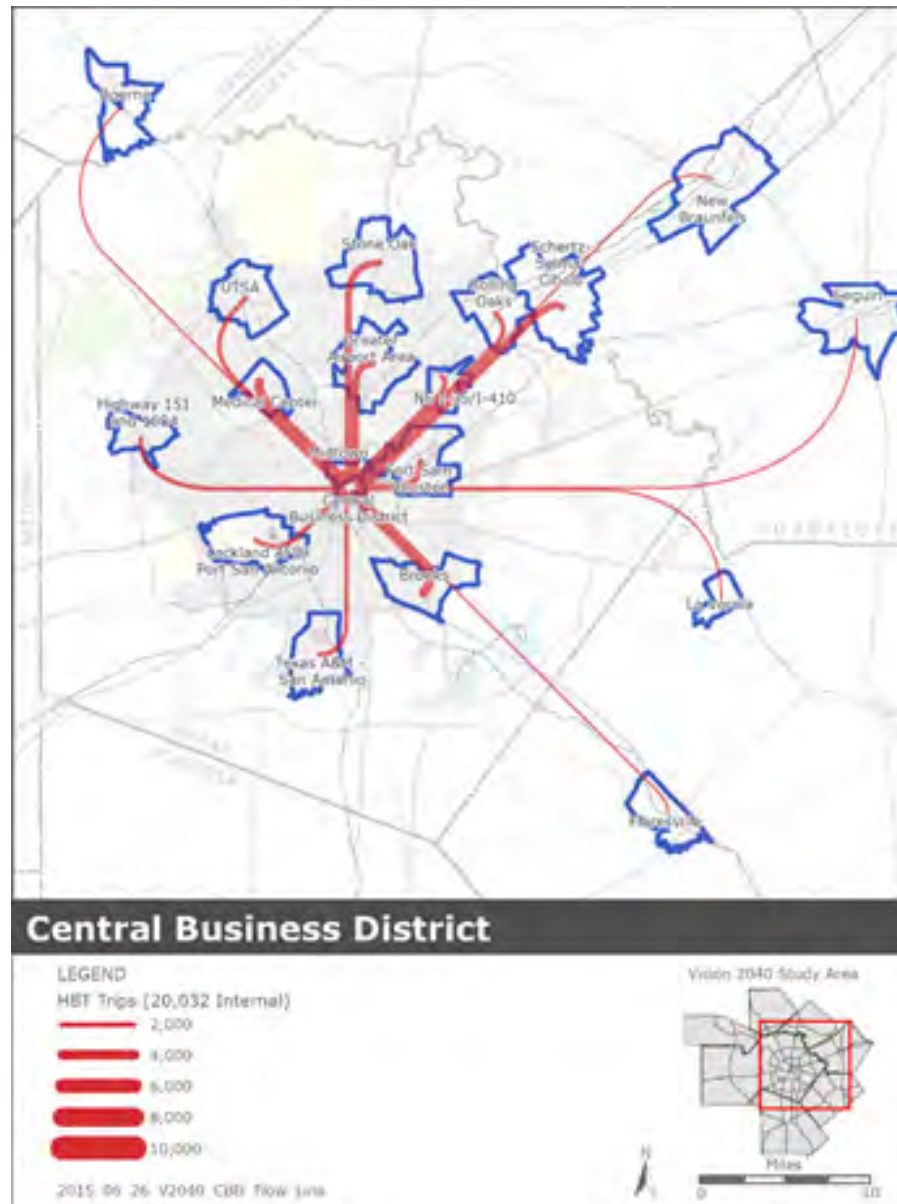 Boerne
New
Braunfels
Stone Oak
Schertz-
Cibolo
UTSA
Rolling
Oaks
Seguin
Greater
Airport Area
Medical Center
Highway 151
and 1604
Midtown
Fort Sam
Houston
Central
Business District
Port San Antonio
Brooks
La Vernia
Texas A&M -
San Antonio
Floresville
Central Business District
LEGEND
HBT Trips (20,032 Internal)
2,000
4,000
6,000
8,000
10,000
Vision 2040 Study Area
N
Miles
0
10
2015 06 26 V2040 CBD flow